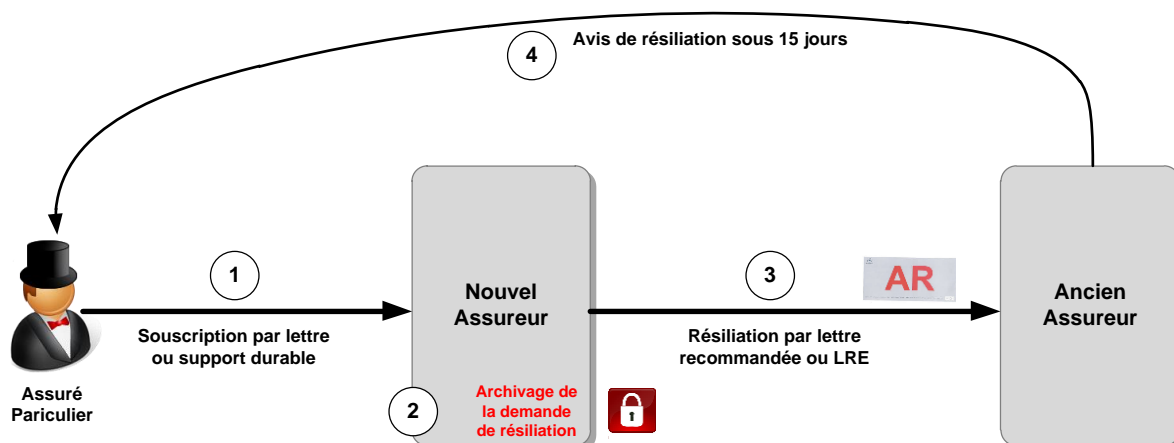 4
Avis de résiliation sous 15 jours
1
Souscription par lettre
ou support durable
Assuré
Pariculier
Nouvel
Assureur
2
Archivage de
la demande
de résiliation
3
AR
Résiliation par lettre
recommandée ou LRE
Ancien
Assureur